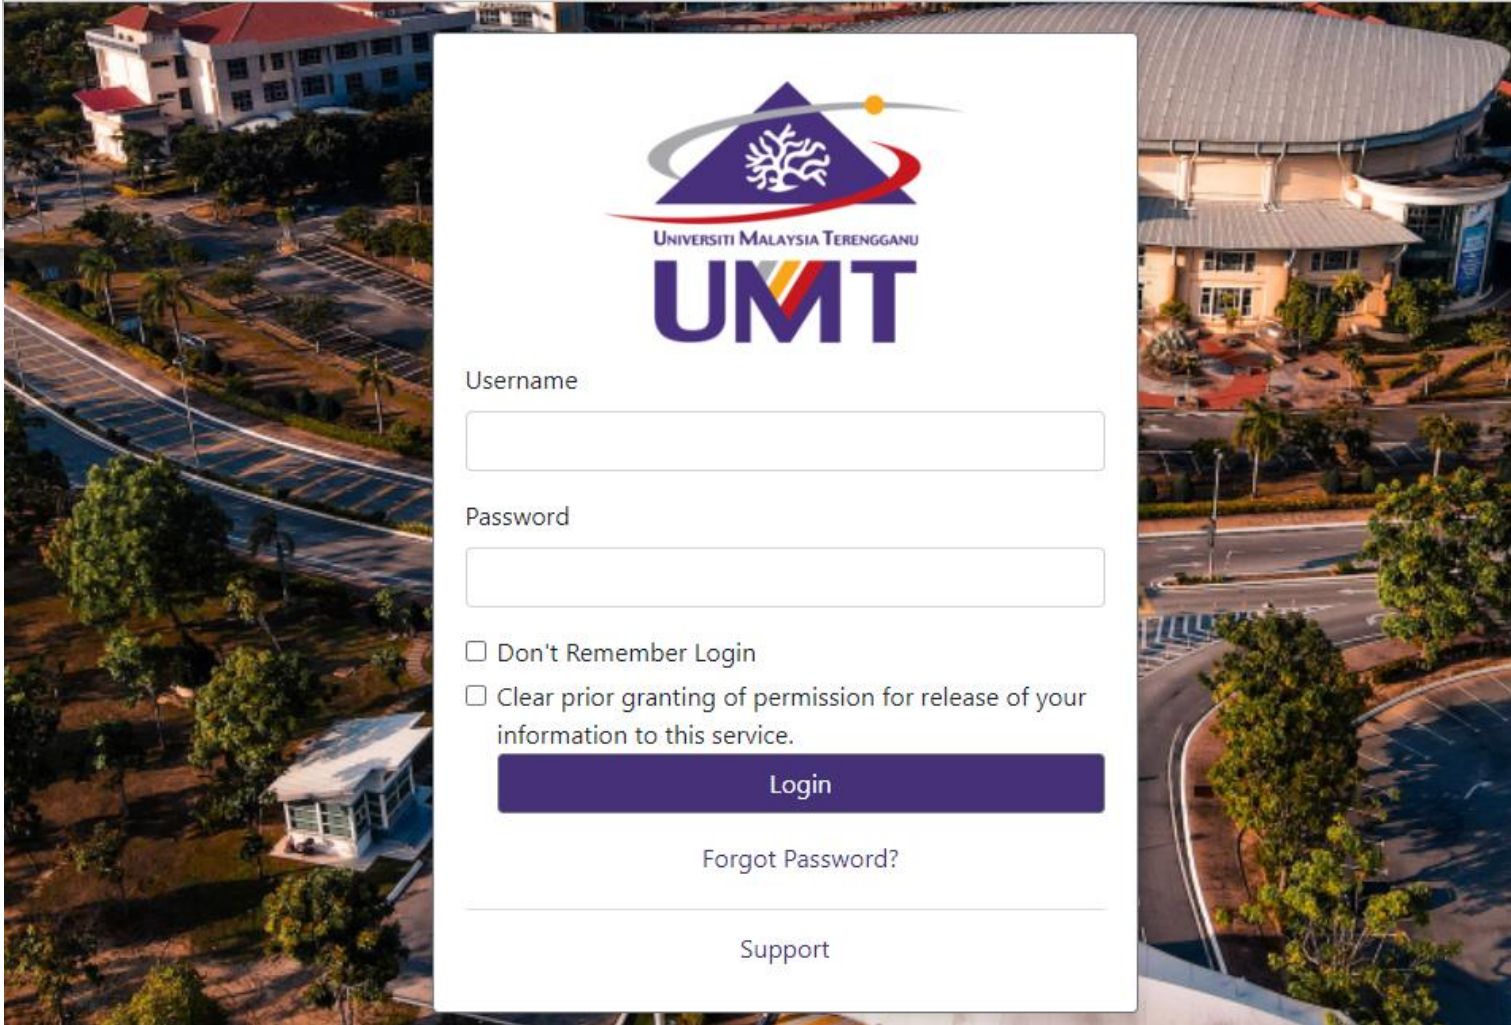 UNIVERSITI MALAYSIA TERENGGANU
UMT
Username
Password
Don't Remember Login
Clear prior granting of permission for release of your
information to this service.
Login
Forgot Password?
Support